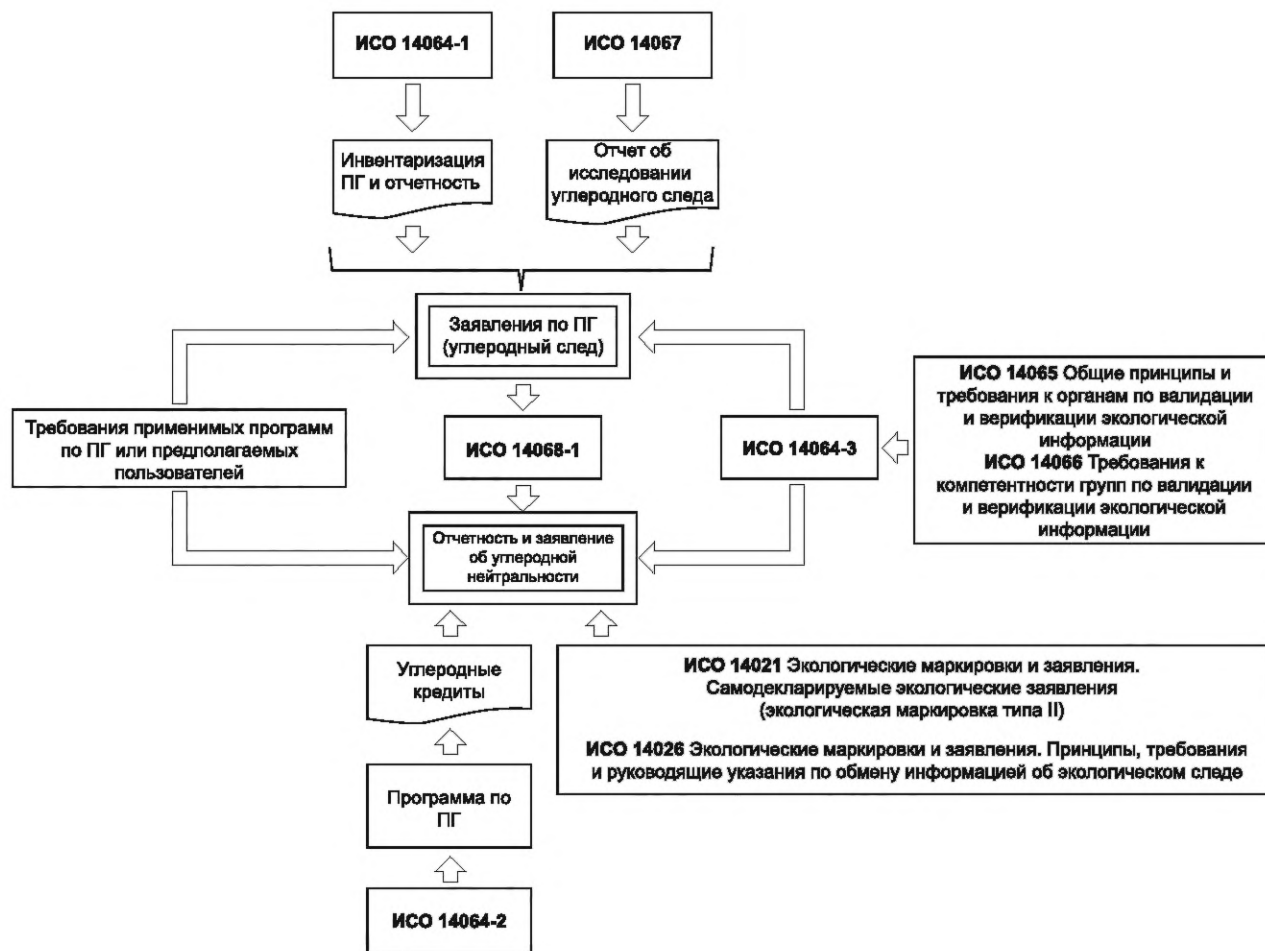 ИСО 14064-1
ИСО 14067
Инвентаризация
ПГ и отчетность
Отчет об
исследовании
углеродного следа
Заявления по ПГ
(углеродный след)
Требования применимых программ
по ПГ или предполагаемых
пользователей
ИСО 14068-1
ИСО 14064-3
ИСО 14065 Общие принципы и
требования к органам по валидации
и верификации экологической
информации
ИСО 14066 Требования к
компетентности групп по валидации
и верификации экологической
информации
Отчетность и заявление
об углеродной
нейтральности
Углеродные
кредиты
Программа по
ПГ
ИСО 14064-2
ИСО 14021 Экологические маркировки и заявления.
Самодекларируемые экологические заявления
(экологическая маркировка типа II)
ИСО 14026 Экологические маркировки и заявления. Принципы, требования
и руководящие указания по обмену информацией об экологическом следе